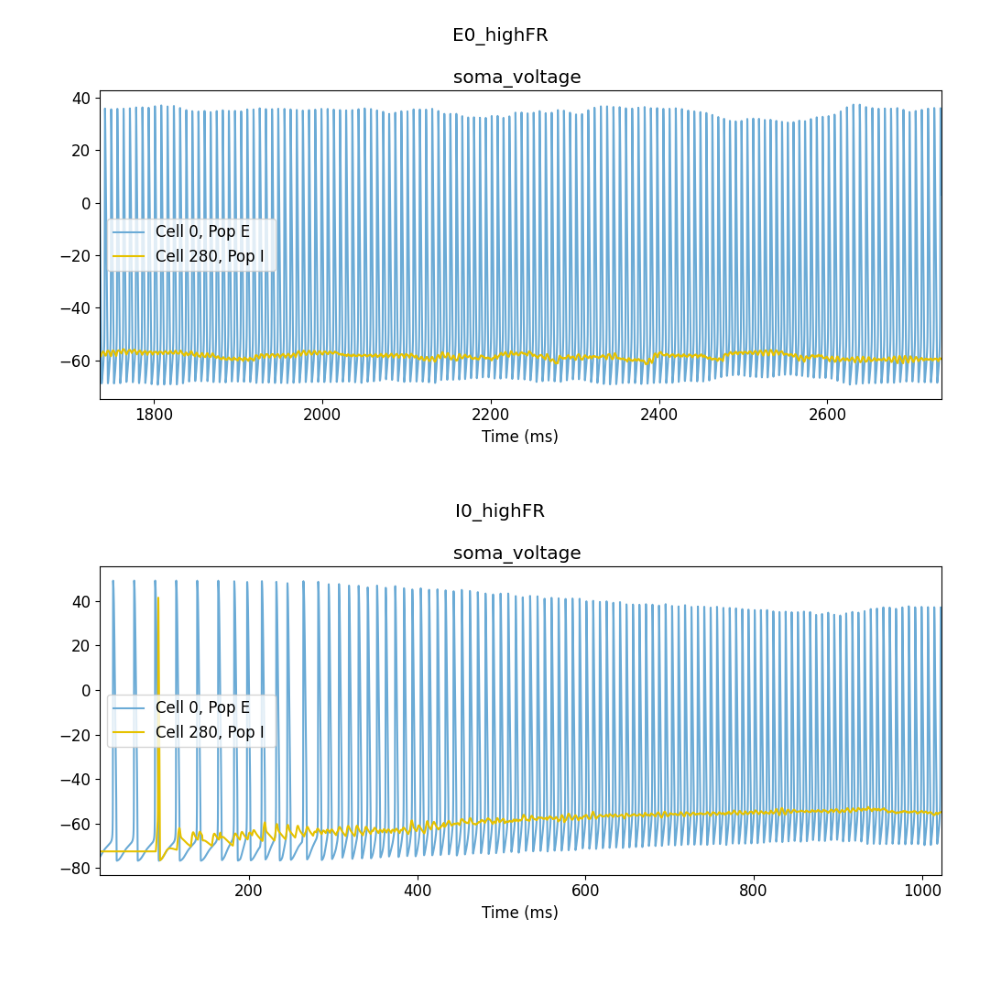 E0_highFR
soma_voltage
40
20
0
−20
−40
−60
Cell 0, Pop E
Cell 280, Pop I
1800 2000 2200 2400 2600
Time (ms)
I0_highFR
soma_voltage
40
20
0
−20
−40
−60
−80
Cell 0, Pop E
Cell 280, Pop I
200 400 600 800 1000
Time (ms)